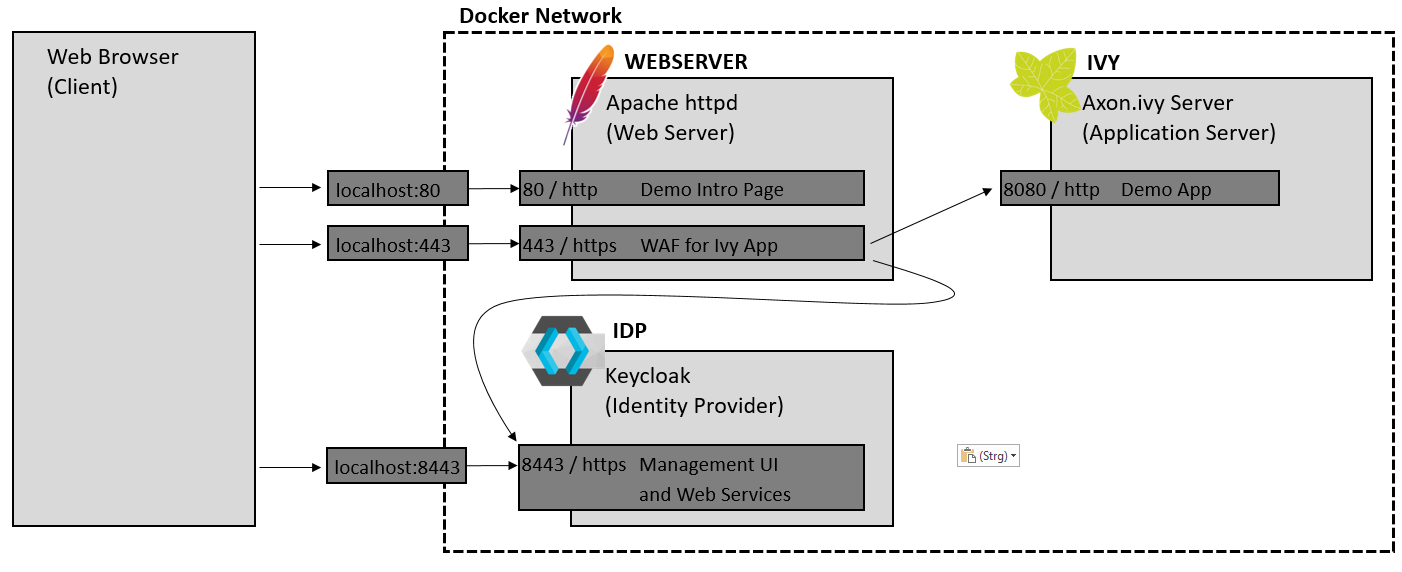 Docker Network
Web Browser
(Client)
WEBSERVER
Apache httpd
(Web Server)
IVY
Axon.ivy Server
(Application Server)
localhost:80
80 / http Demo Intro Page
8080 / http Demo App
localhost:443
443 / https WAF for Ivy App
IDP
Keycloak
(Identity Provider)
localhost:8443
8443 / https Management UI
and Web Services
(Strg)